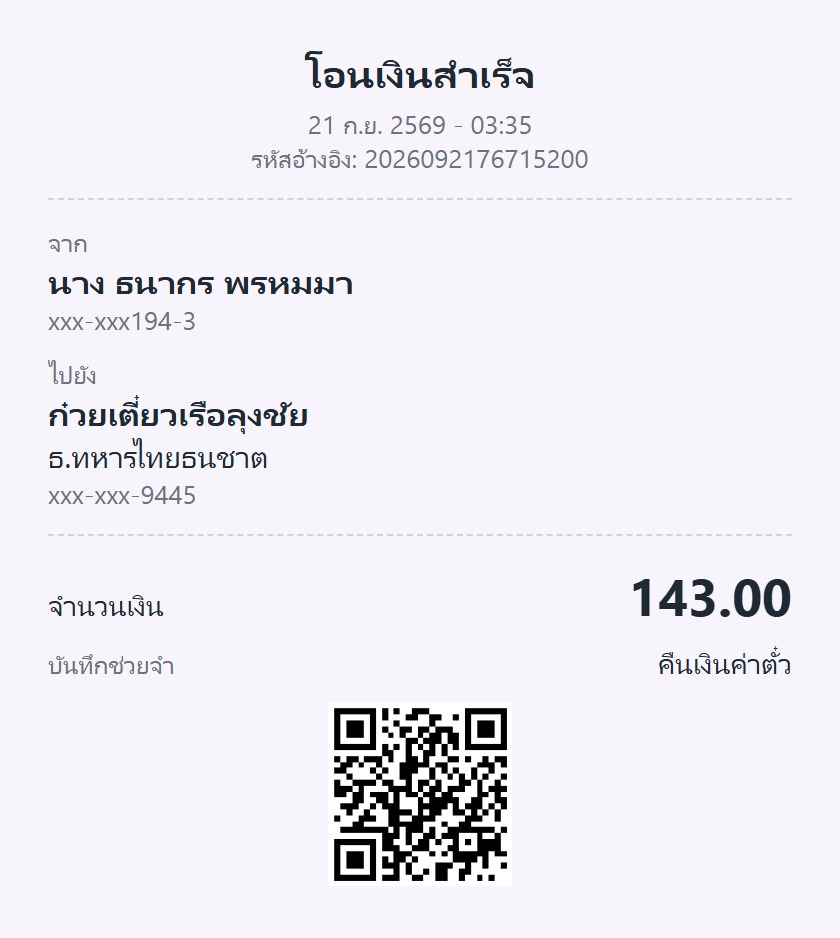 โอนเงินสำเร็จ
21 ก.ย. 2569 - 03:35
รหัสอ้างอิง: 2026092176715200
จาก
นาง ธนากร พรหมมา
xxx-xxx194-3
ไปยัง
ก๋วยเตี๋ยวเรือลุงชัย
ธ.ทหารไทยธนชาต
xxx-xxx-9445
จำนวนเงิน 143.00
บันทึกช่วยจำ คืนเงินค่าตั๋ว